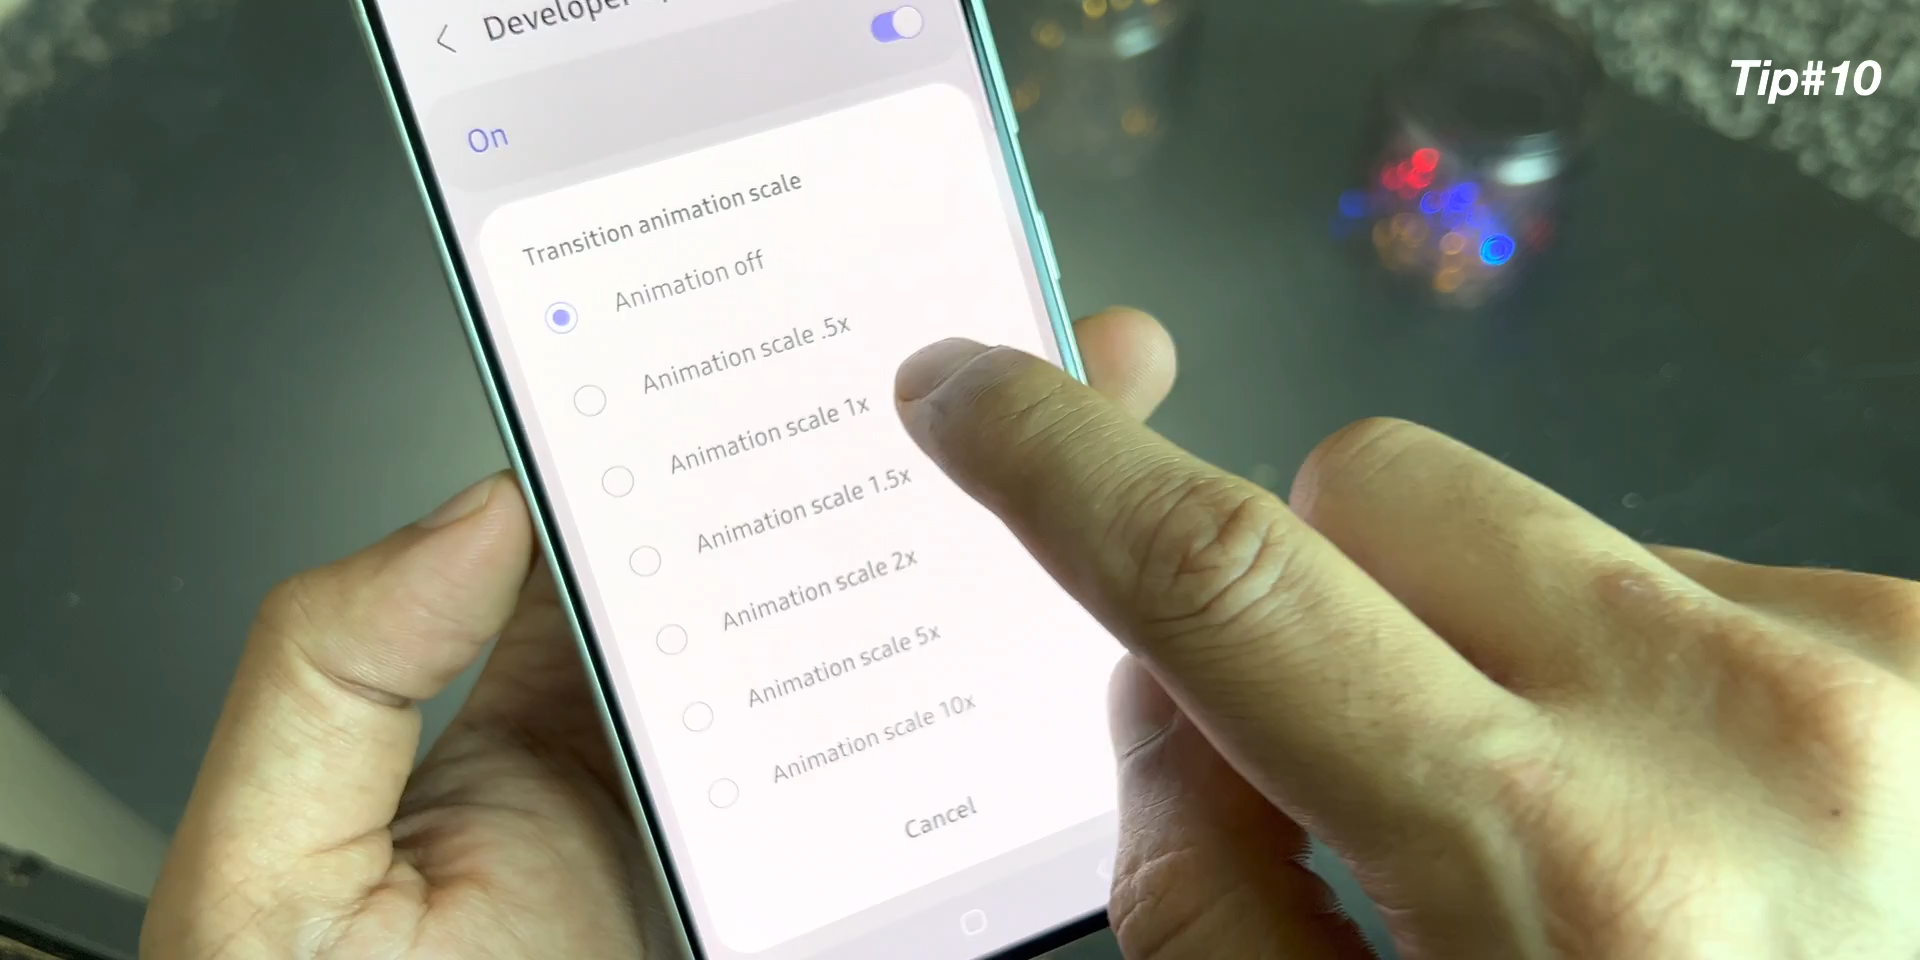 Developer
Tip#10
On
Transition animation scale
Animation off
Animation scale .5x
Animation scale 1x
Animation scale 1.5x
Animation scale 2x
Animation scale 5x
Animation scale 10x
Cancel